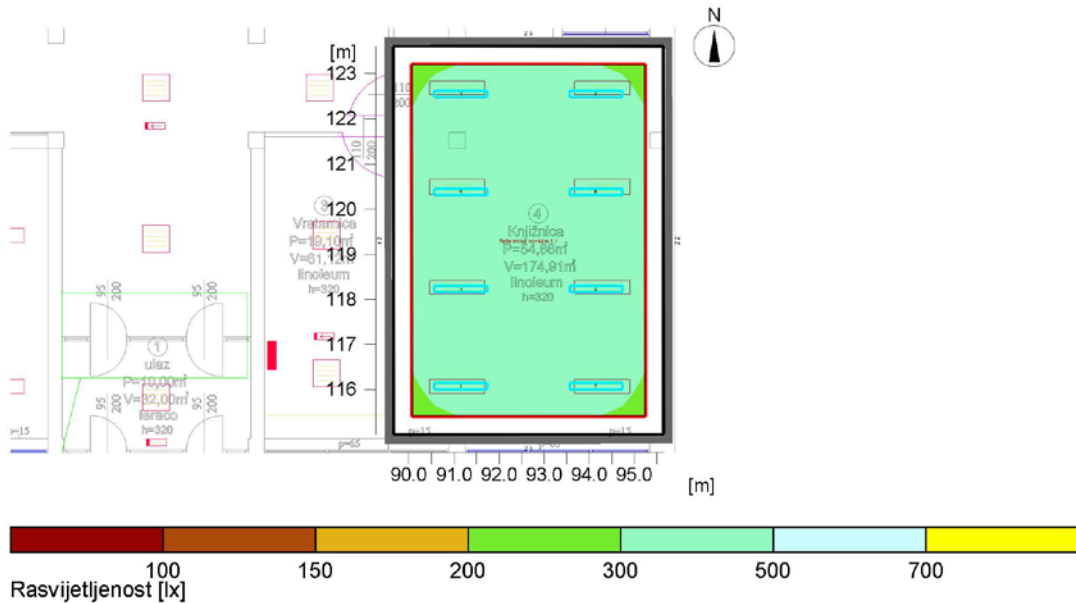 N
[m]
123
122
121
120
119
118
117
116
110
200
110
200
3
Vratarnica
P=19,10m²
V=61,12m³
linoleum
h=320
4
Knjižnica
P=54,66m²
V=174,91m³
linoleum
h=320
95
200
95
200
1
ulaz
P=10,00m²
V=32,00m³
teraco
h=320
95
200
95
200
p=15
p=65
p=15
p=15
90.0 91.0 92.0 93.0 94.0 95.0
[m]
100 150 200 300 500 700
Rasvijetljenost [lx]